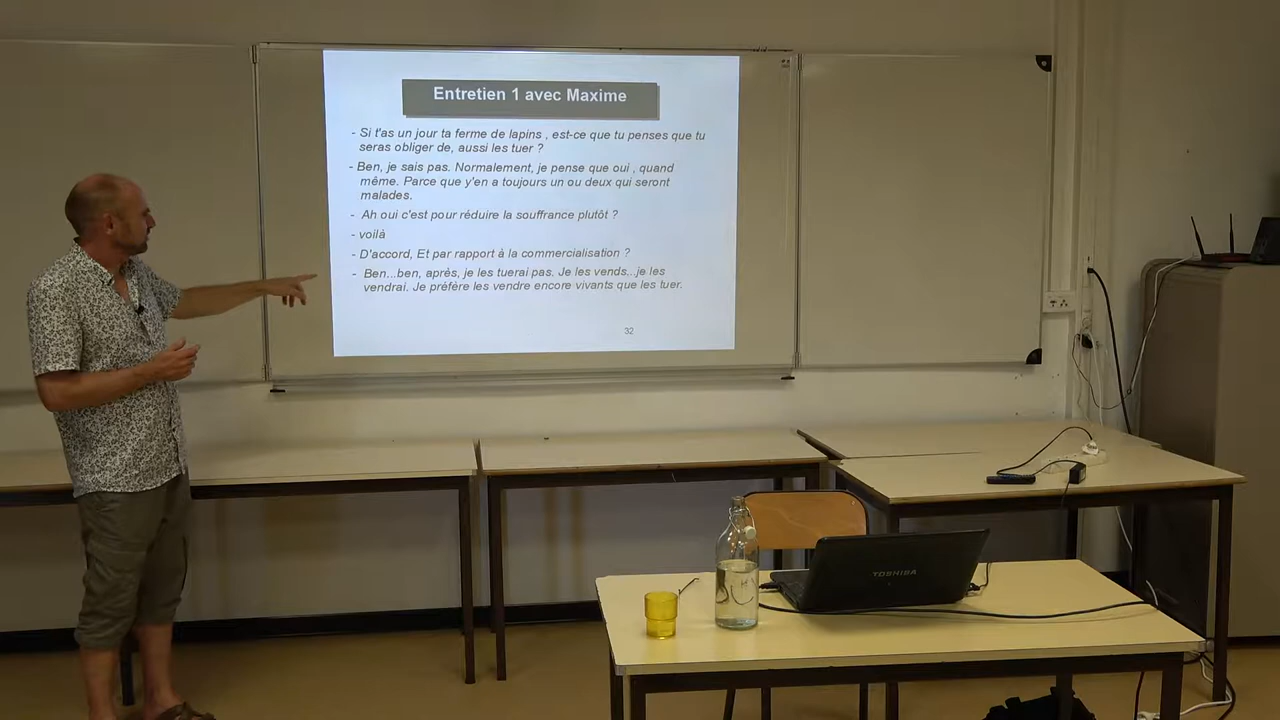 Entretien 1 avec Maxime
- Si t'as un jour ta ferme de lapins , est-ce que tu penses que tu
seras obliger de, aussi les tuer ?
- Ben, je sais pas. Normalement, je pense que oui , quand
même. Parce que y'en a toujours un ou deux qui seront
malades.
- Ah oui c'est pour réduire la souffrance plutôt ?
- voilà
- D'accord, Et par rapport à la commercialisation ?
- Ben...ben, après, je les tuerai pas. Je les vends...je les
vendrai. Je préfère les vendre encore vivants que les tuer.
32
TOSHIBA